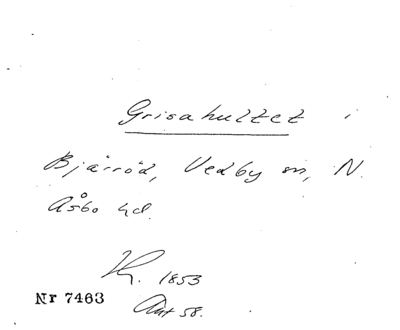 Grisahultet i
Bjärröd, Vedby sn, N.
Åsbo hd.
1853
Nr 7463
Akt 58.